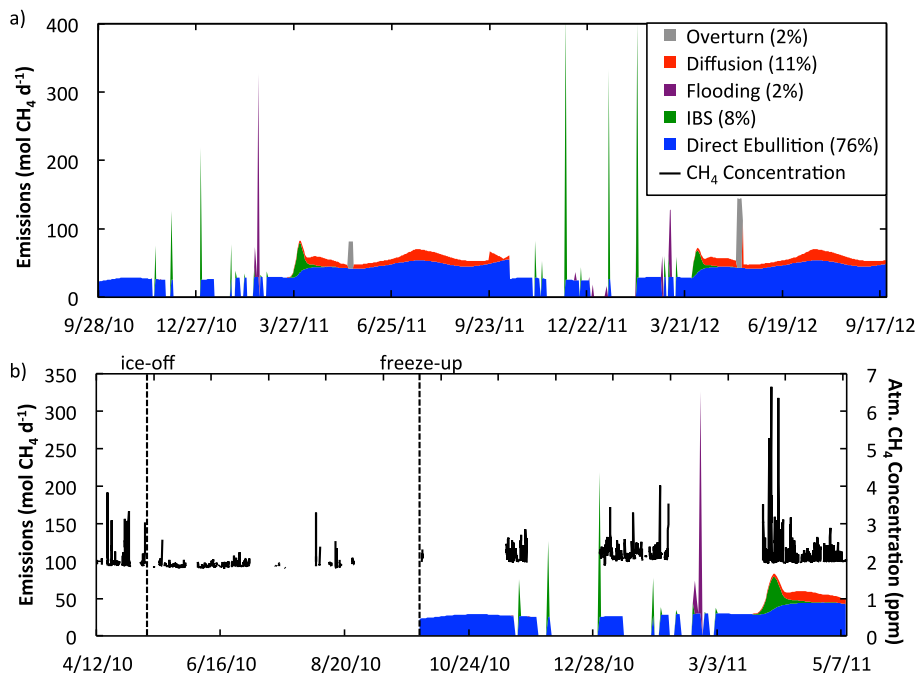 a)
Emissions (mol CH₄ d⁻¹)
400
300
200
100
0
Overturn (2%)
Diffusion (11%)
Flooding (2%)
IBS (8%)
Direct Ebullition (76%)
CH₄ Concentration
9/28/10 12/27/10 3/27/11 6/25/11 9/23/11 12/22/11 3/21/12 6/19/12 9/17/12
b)
ice-off freeze-up
Emissions (mol CH₄ d⁻¹)
350
300
250
200
150
100
50
0
7
6
5
4
3
2
1
0
Atm. CH₄ Concentration (ppm)
4/12/10 6/16/10 8/20/10 10/24/10 12/28/10 3/3/11 5/7/11